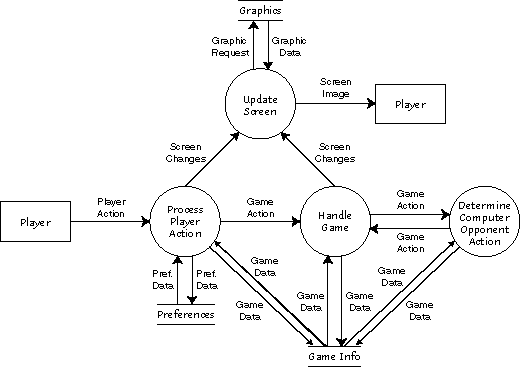 Graphics
Graphic
Request
Graphic
Data
Update
Screen
Screen
Image
Player
Screen
Changes
Screen
Changes
Player
Player
Action
Process
Player
Action
Game
Action
Handle
Game
Game
Action
Game
Action
Determine
Computer
Opponent
Action
Pref.
Data
Pref.
Data
Game
Data
Game
Data
Game
Data
Game
Data
Game
Data
Game
Data
Preferences
Game Info